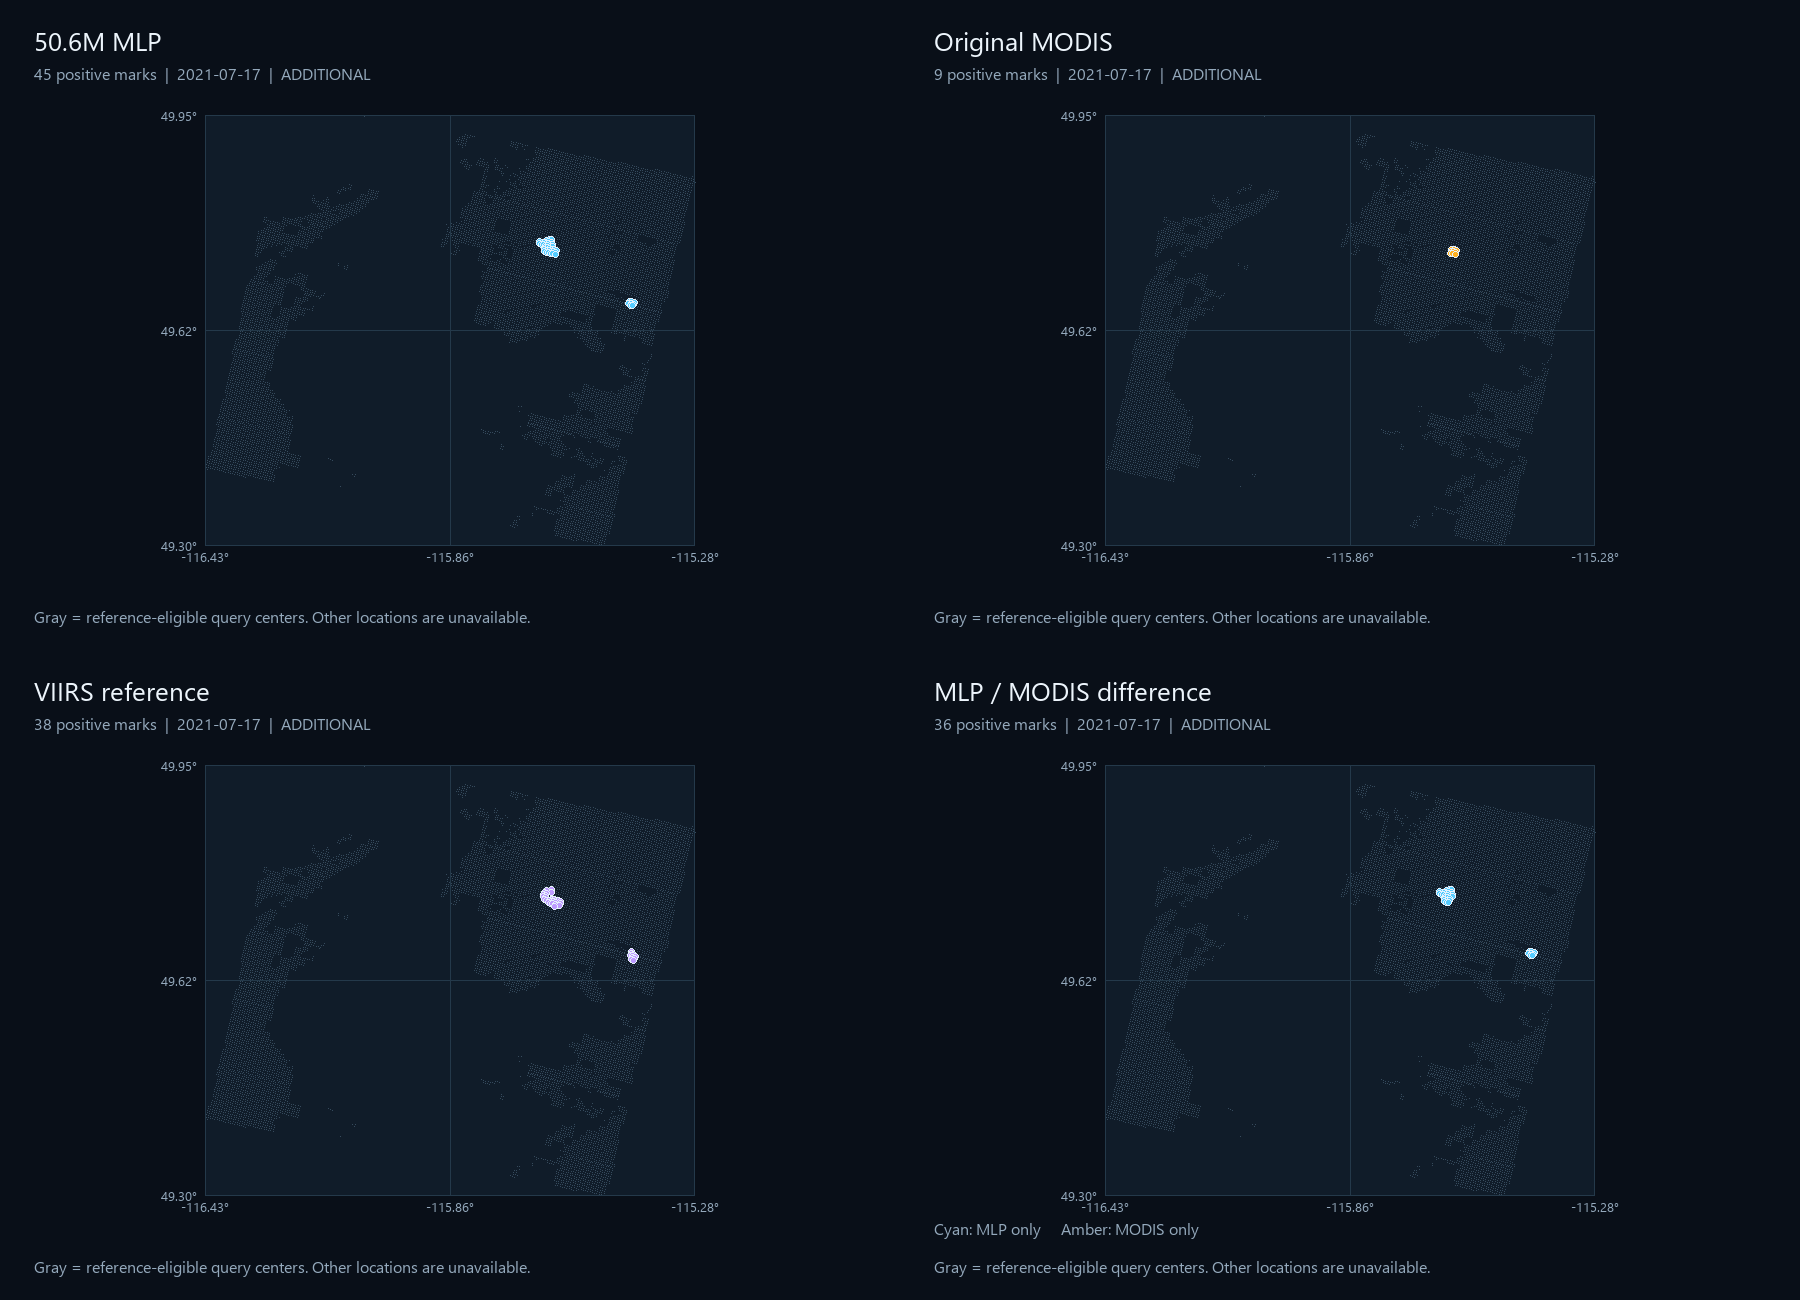 50.6M MLP
45 positive marks | 2021-07-17 | ADDITIONAL
49.95°
49.62°
49.30°
-116.43°
-115.86°
-115.28°
Gray = reference-eligible query centers. Other locations are unavailable.
Original MODIS
9 positive marks | 2021-07-17 | ADDITIONAL
49.95°
49.62°
49.30°
-116.43°
-115.86°
-115.28°
Gray = reference-eligible query centers. Other locations are unavailable.
VIIRS reference
38 positive marks | 2021-07-17 | ADDITIONAL
49.95°
49.62°
49.30°
-116.43°
-115.86°
-115.28°
Gray = reference-eligible query centers. Other locations are unavailable.
MLP / MODIS difference
36 positive marks | 2021-07-17 | ADDITIONAL
49.95°
49.62°
49.30°
-116.43°
-115.86°
-115.28°
Cyan: MLP only Amber: MODIS only
Gray = reference-eligible query centers. Other locations are unavailable.